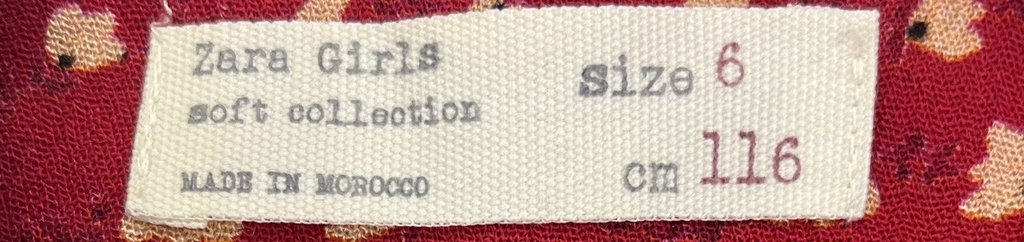 Zara Girls
soft collection
MADE IN MOROCCO
size 6
cm 116